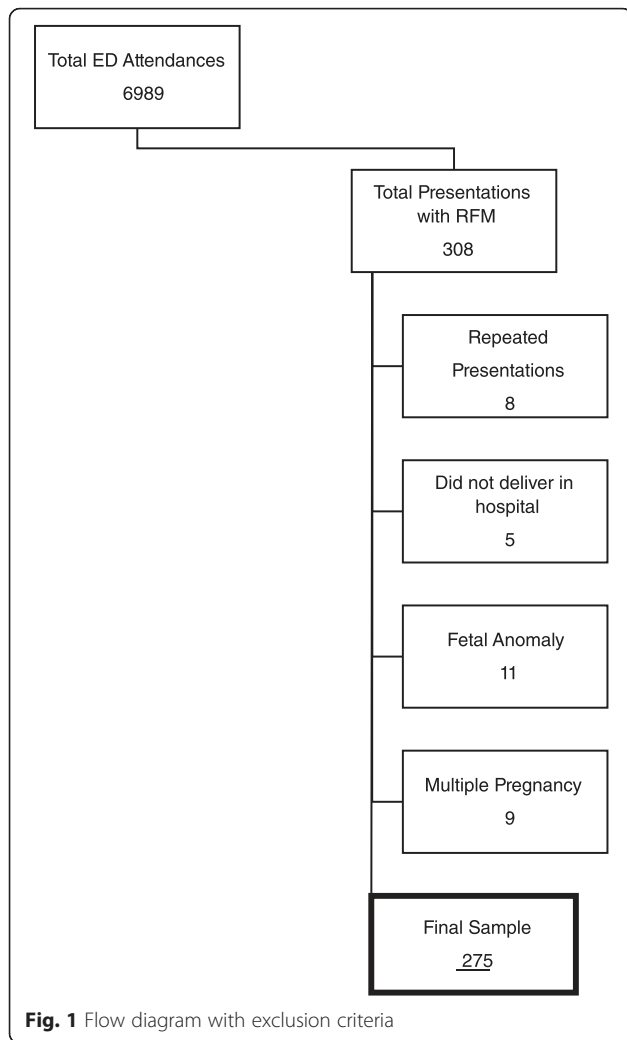 Total ED Attendances
6989
Total Presentations
with RFM
308
Repeated
Presentations
8
Did not deliver in
hospital
5
Fetal Anomaly
11
Multiple Pregnancy
9
Final Sample
275
Fig. 1 Flow diagram with exclusion criteria